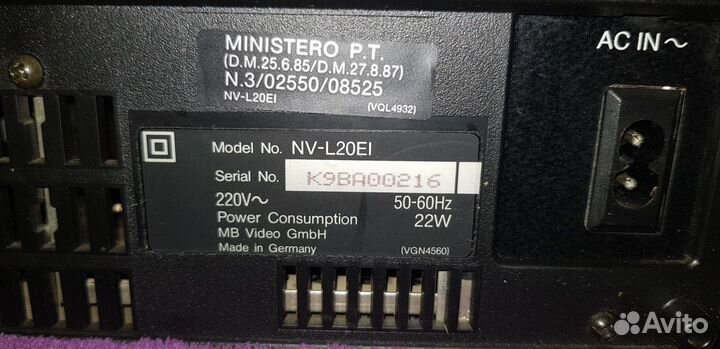 MINISTERO P.T.
(D.M.25.6.85/D.M.27.8.87)
N.3/02550/08525
NV-L20EI (VQL4932)
AC IN~
Model No. NV-L20EI
Serial No. K9BA00216
220V~ 50-60Hz
Power Consumption 22W
MB Video GmbH
Made in Germany (VGN4560)
Avito